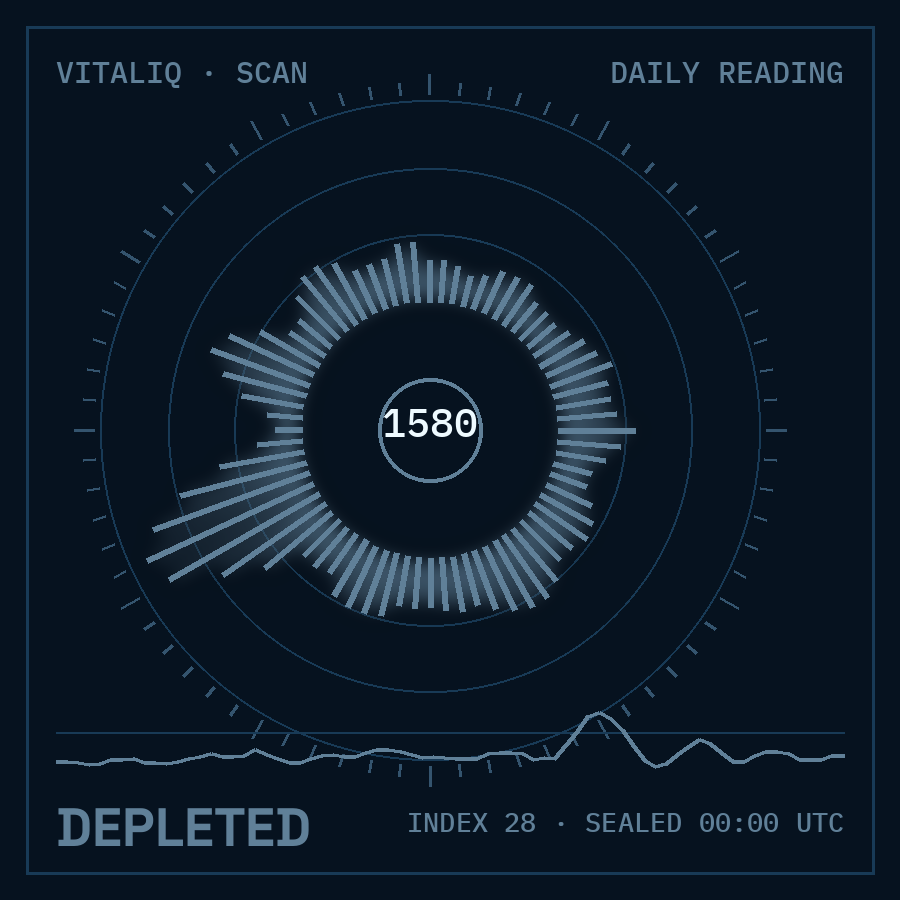 VITALIQ · SCAN
DAILY READING
1580
DEPLETED
INDEX 28 · SEALED 00:00 UTC